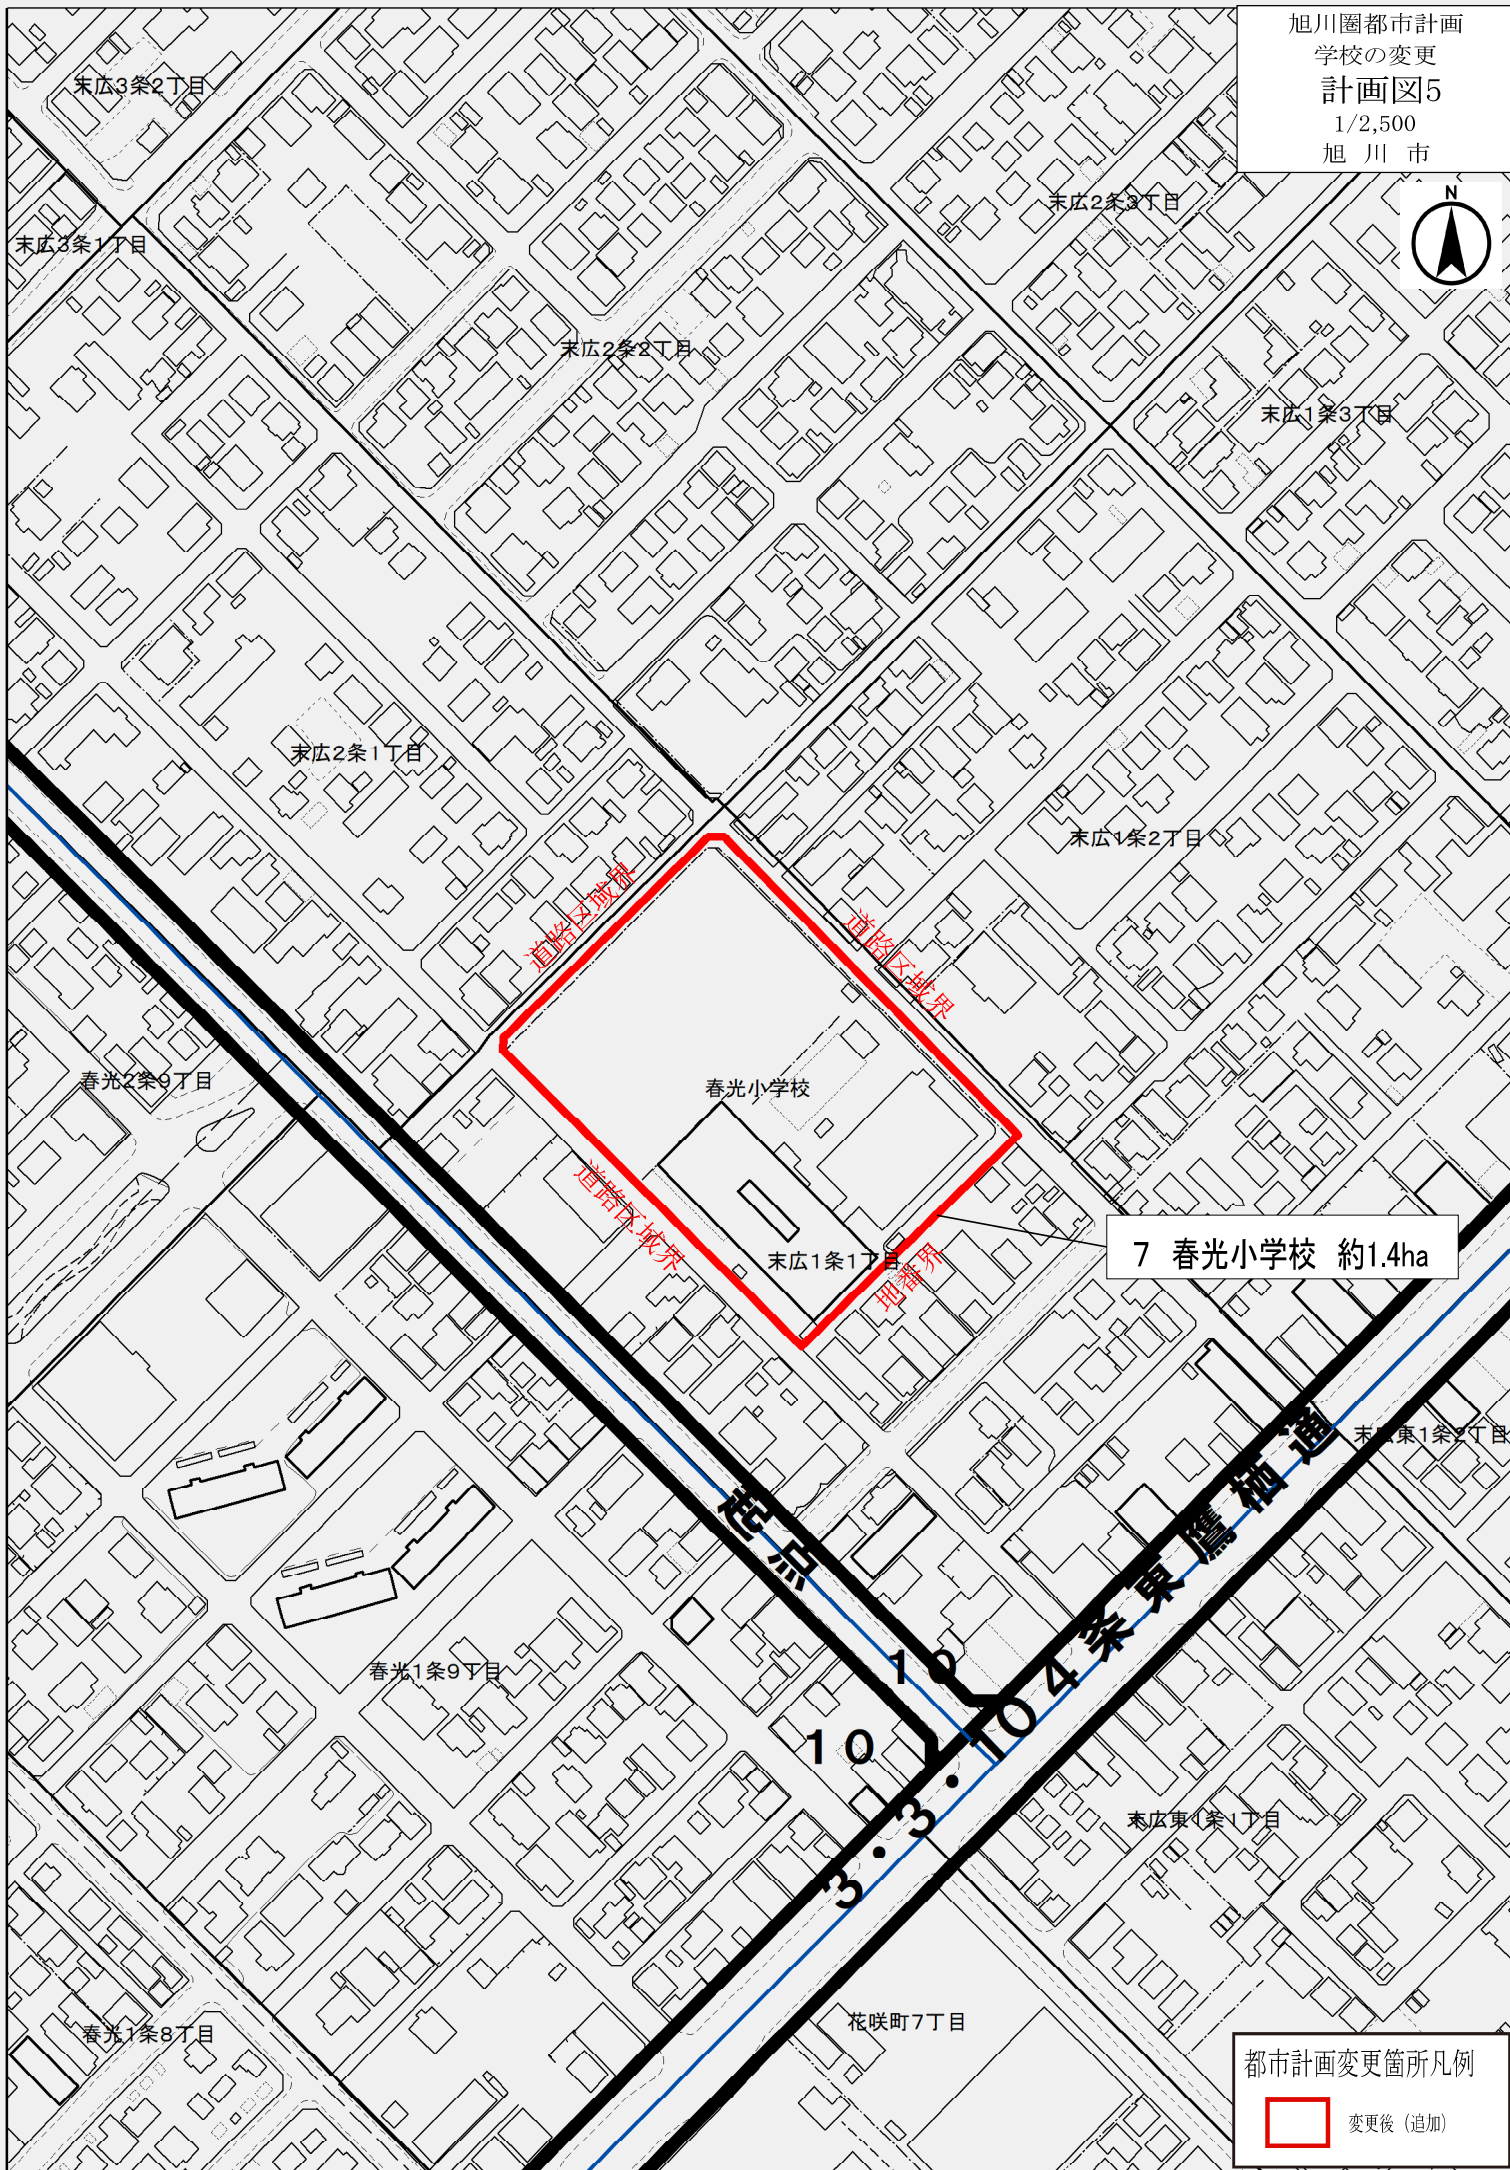 旭川圏都市計画
学校の変更
計画図5
1/2,500
旭川市
N
末広3条2丁目
末広2条3丁目
末広3条1丁目
末広2条2丁目
末広1条3丁目
末広2条1丁目
末広1条2丁目
道路区域界
道路区域界
春光2条9丁目
春光小学校
道路区域界
末広1条1丁目
地番界
7 春光小学校 約1.4ha
末広東1条2丁目
起点
3・3・10 4条東鷹栖通
10
10
春光1条9丁目
末広東1条1丁目
花咲町7丁目
春光1条8丁目
都市計画変更箇所凡例
変更後（追加）